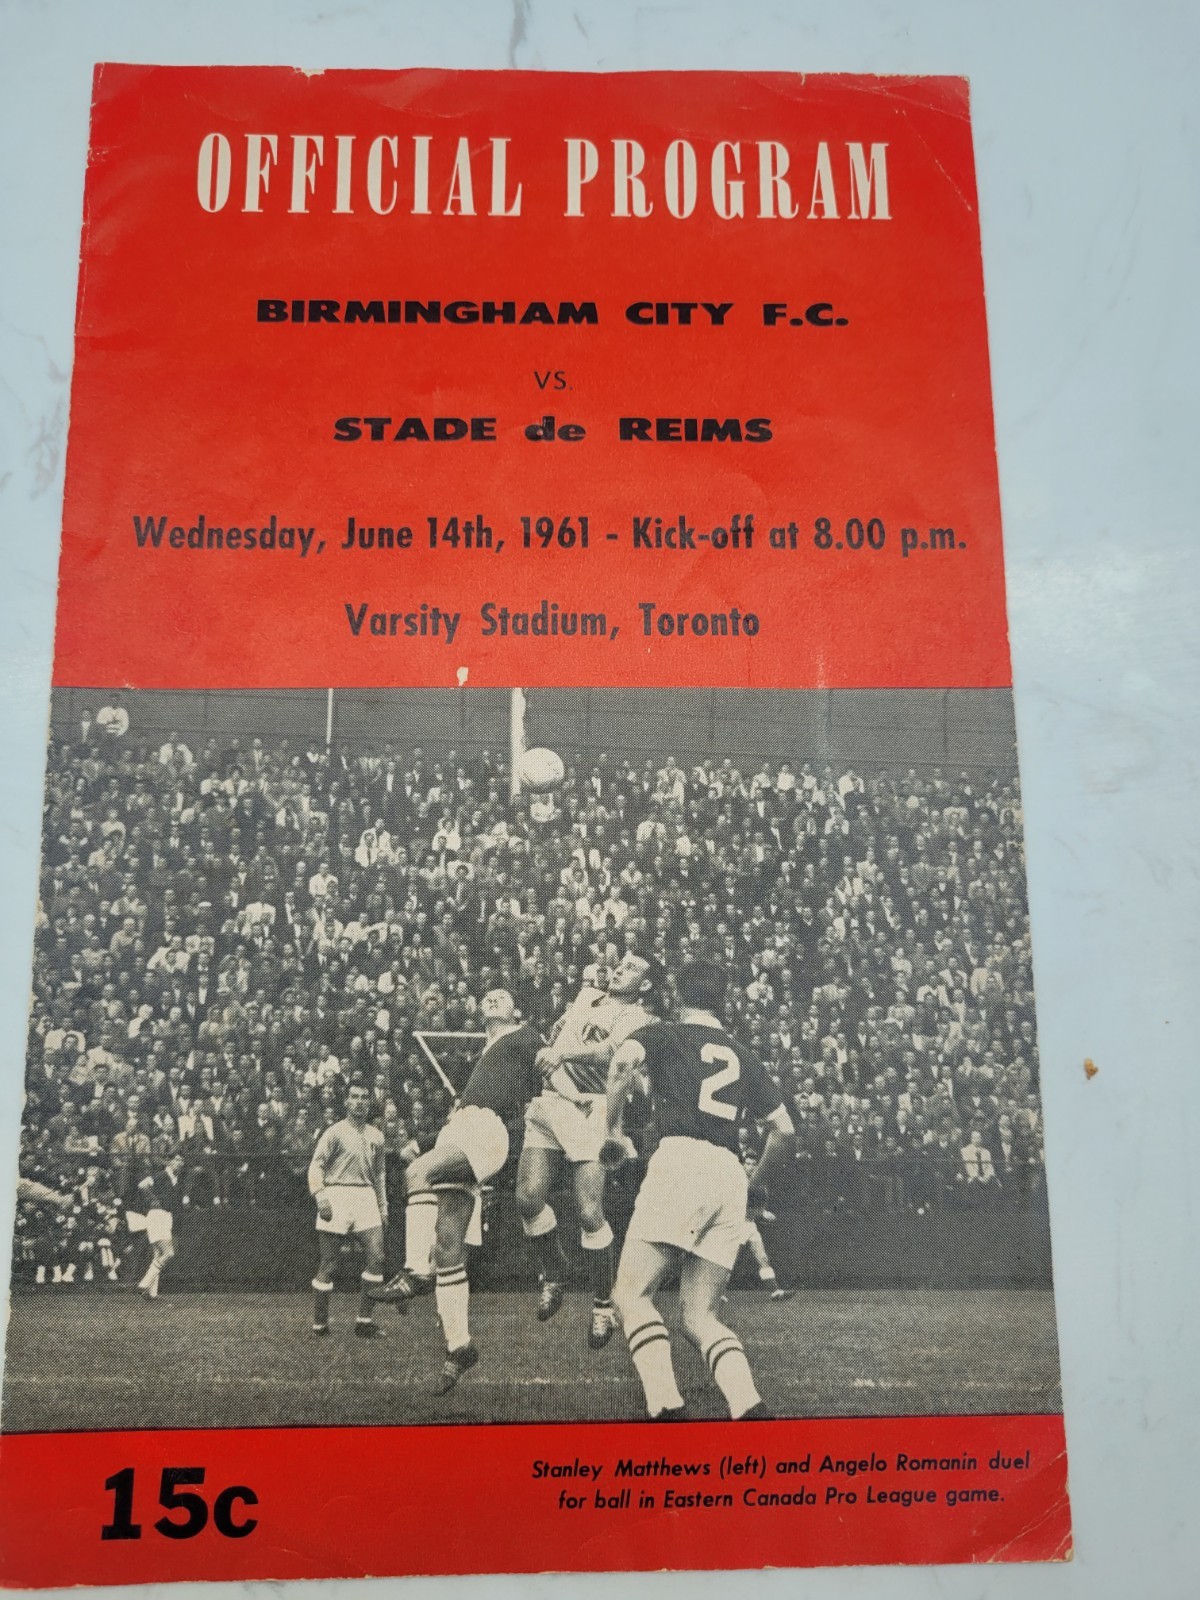 OFFICIAL PROGRAM
BIRMINGHAM CITY F.C.
VS.
STADE de REIMS
Wednesday, June 14th, 1961 - Kick-off at 8.00 p.m.
Varsity Stadium, Toronto
2
15c
Stanley Matthews (left) and Angelo Romanin duel
for ball in Eastern Canada Pro League game.